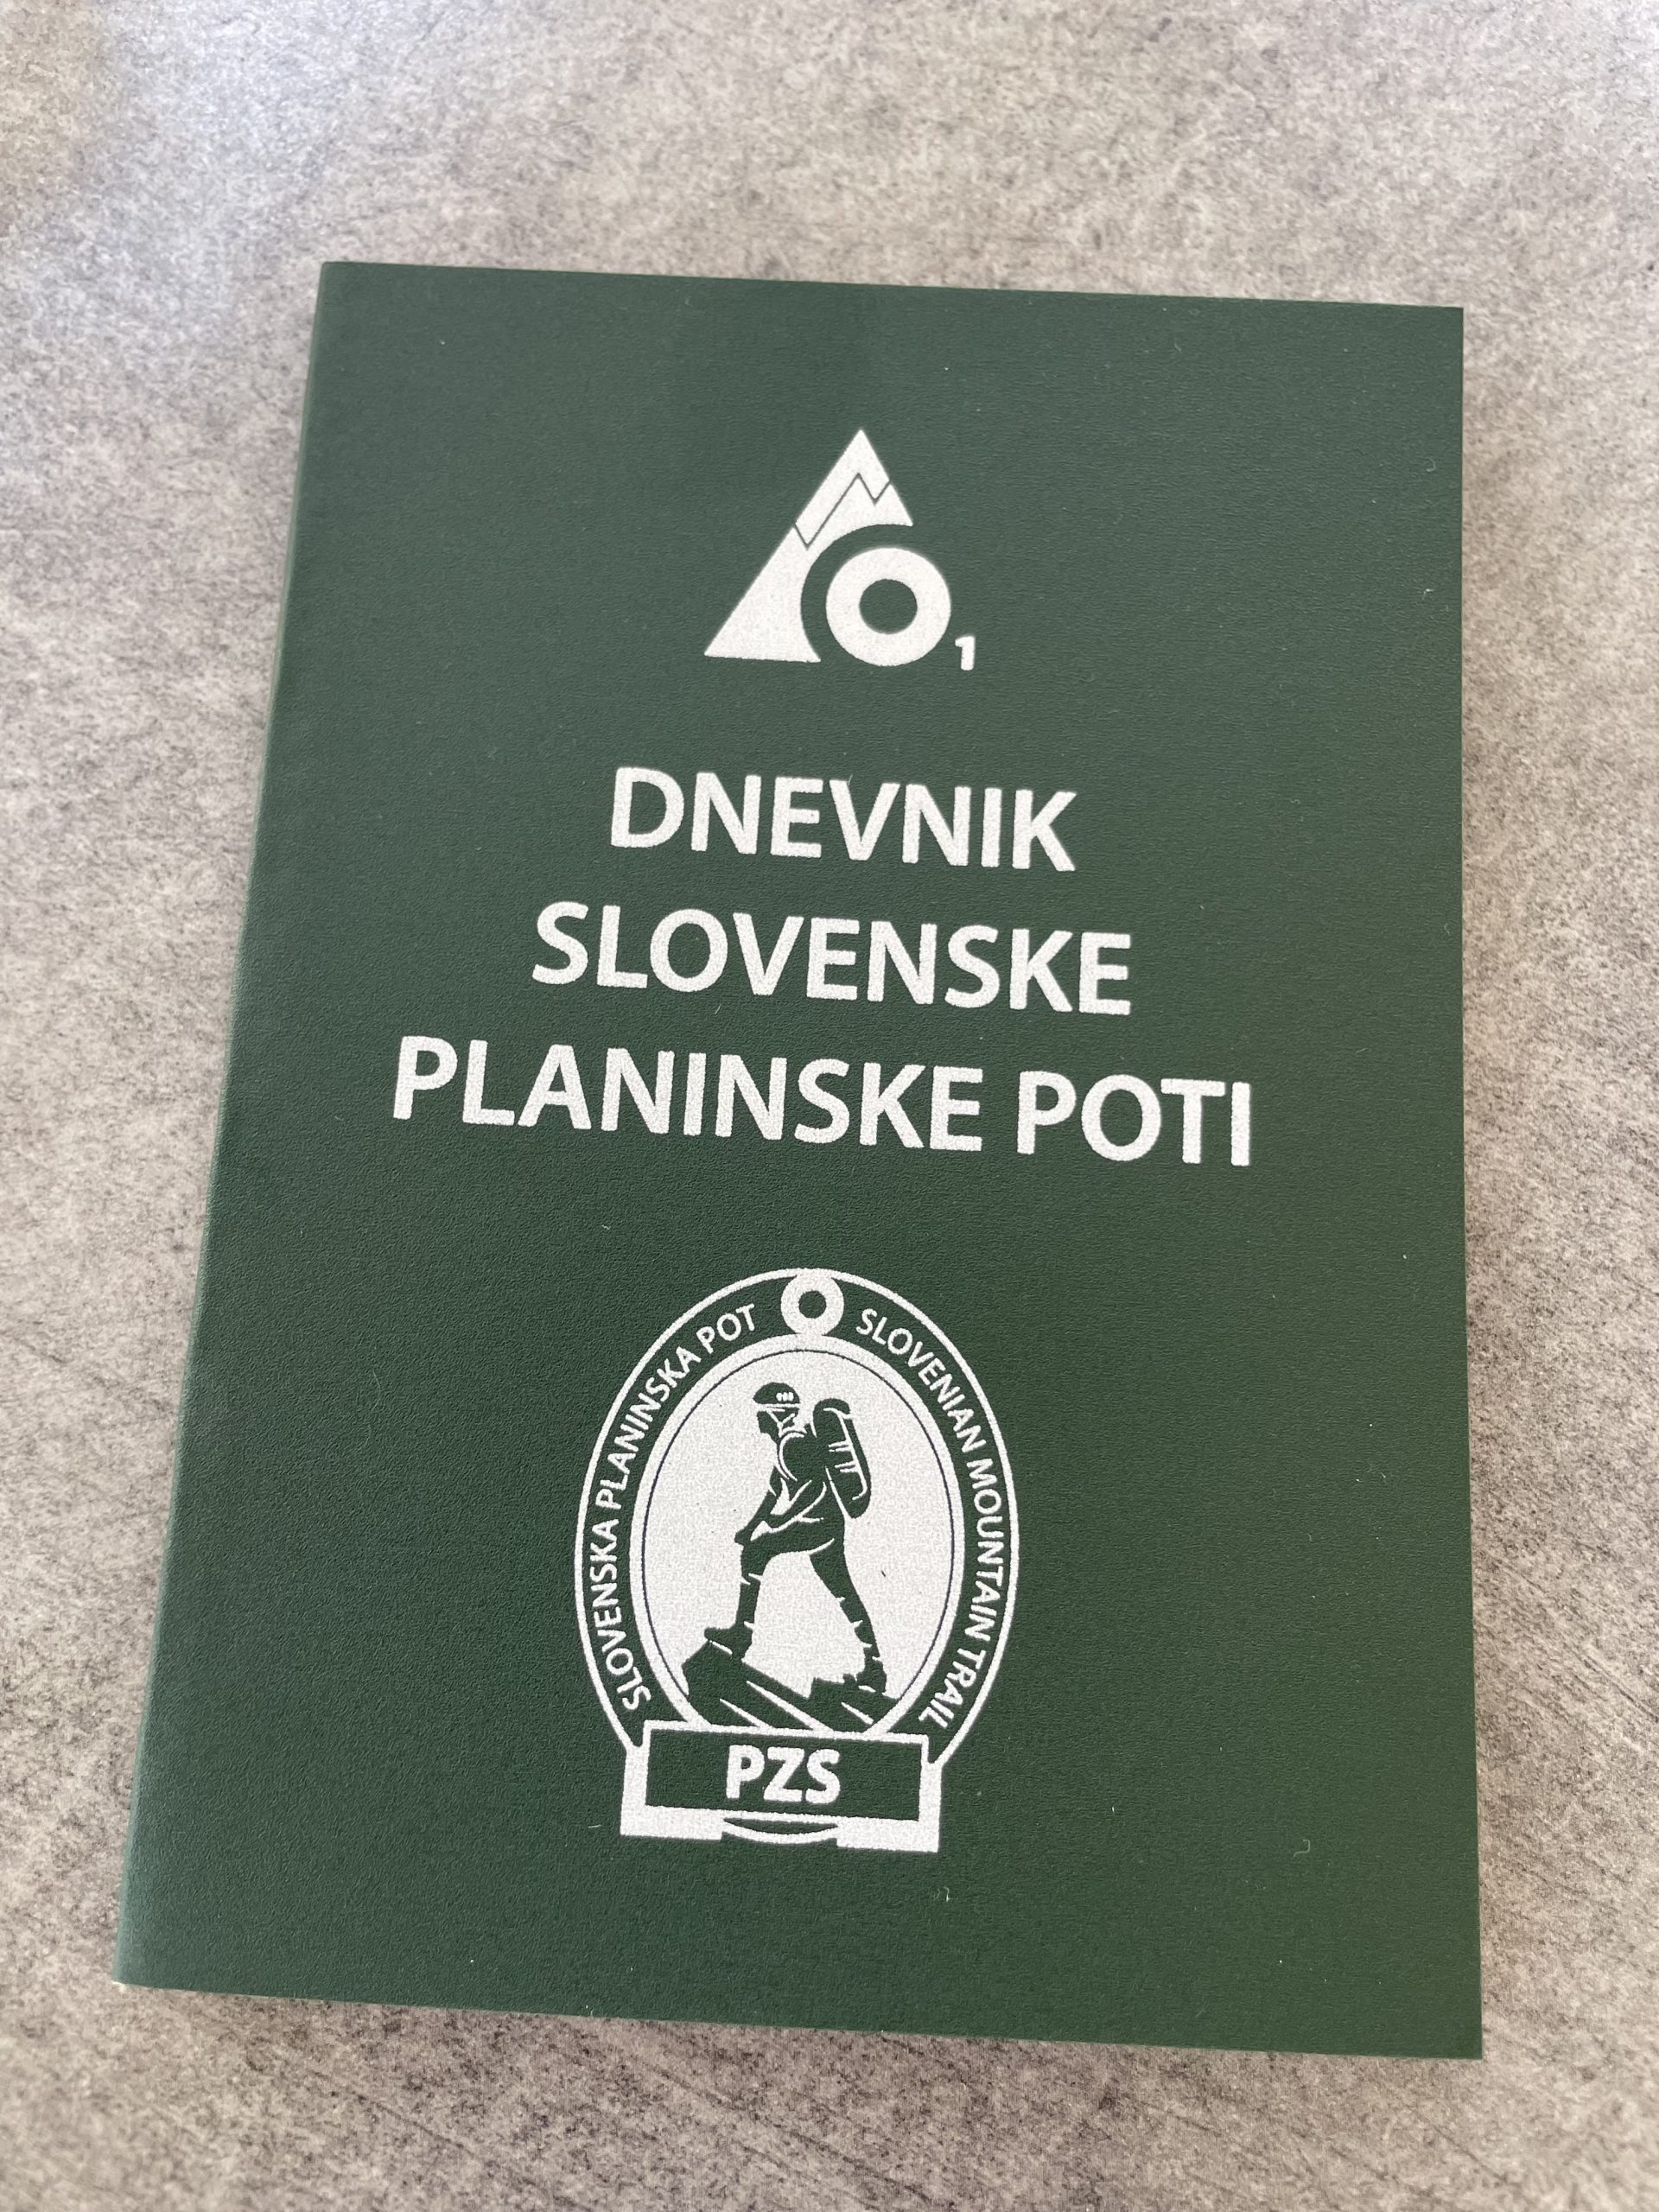 1
DNEVNIK
SLOVENSKE
PLANINSKE POTI
SLOVENSKA PLANINSKA POT
SLOVENIAN MOUNTAIN TRAIL
PZS